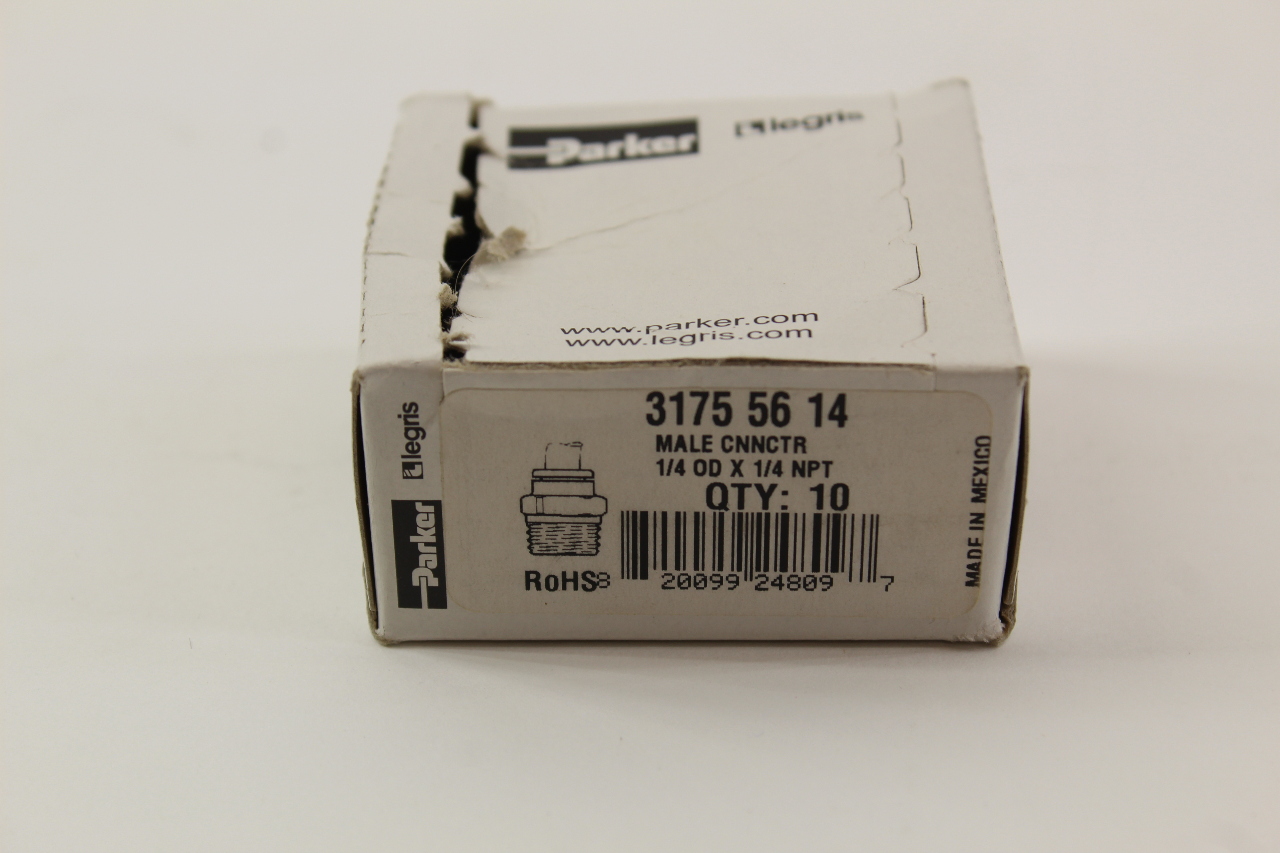 Parker legris
www.parker.com
www.legris.com
legris
Parker
3175 56 14
MALE CNNCTR
1/4 OD X 1/4 NPT
QTY: 10
RoHS
8 20099 24809 7
MADE IN MEXICO